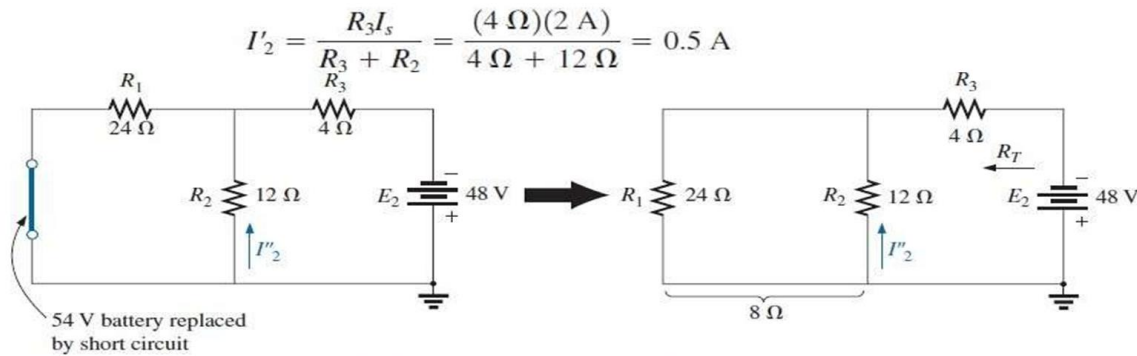 I'₂ = R₃Iₛ / (R₃ + R₂) = (4 Ω)(2 A) / (4 Ω + 12 Ω) = 0.5 A
R₁
24 Ω
R₃
4 Ω
R₂
12 Ω
I"₂
E₂
−
48 V
+
54 V battery replaced
by short circuit
R₁
24 Ω
R₂
12 Ω
I"₂
R₃
4 Ω
R_T
E₂
−
48 V
+
8 Ω